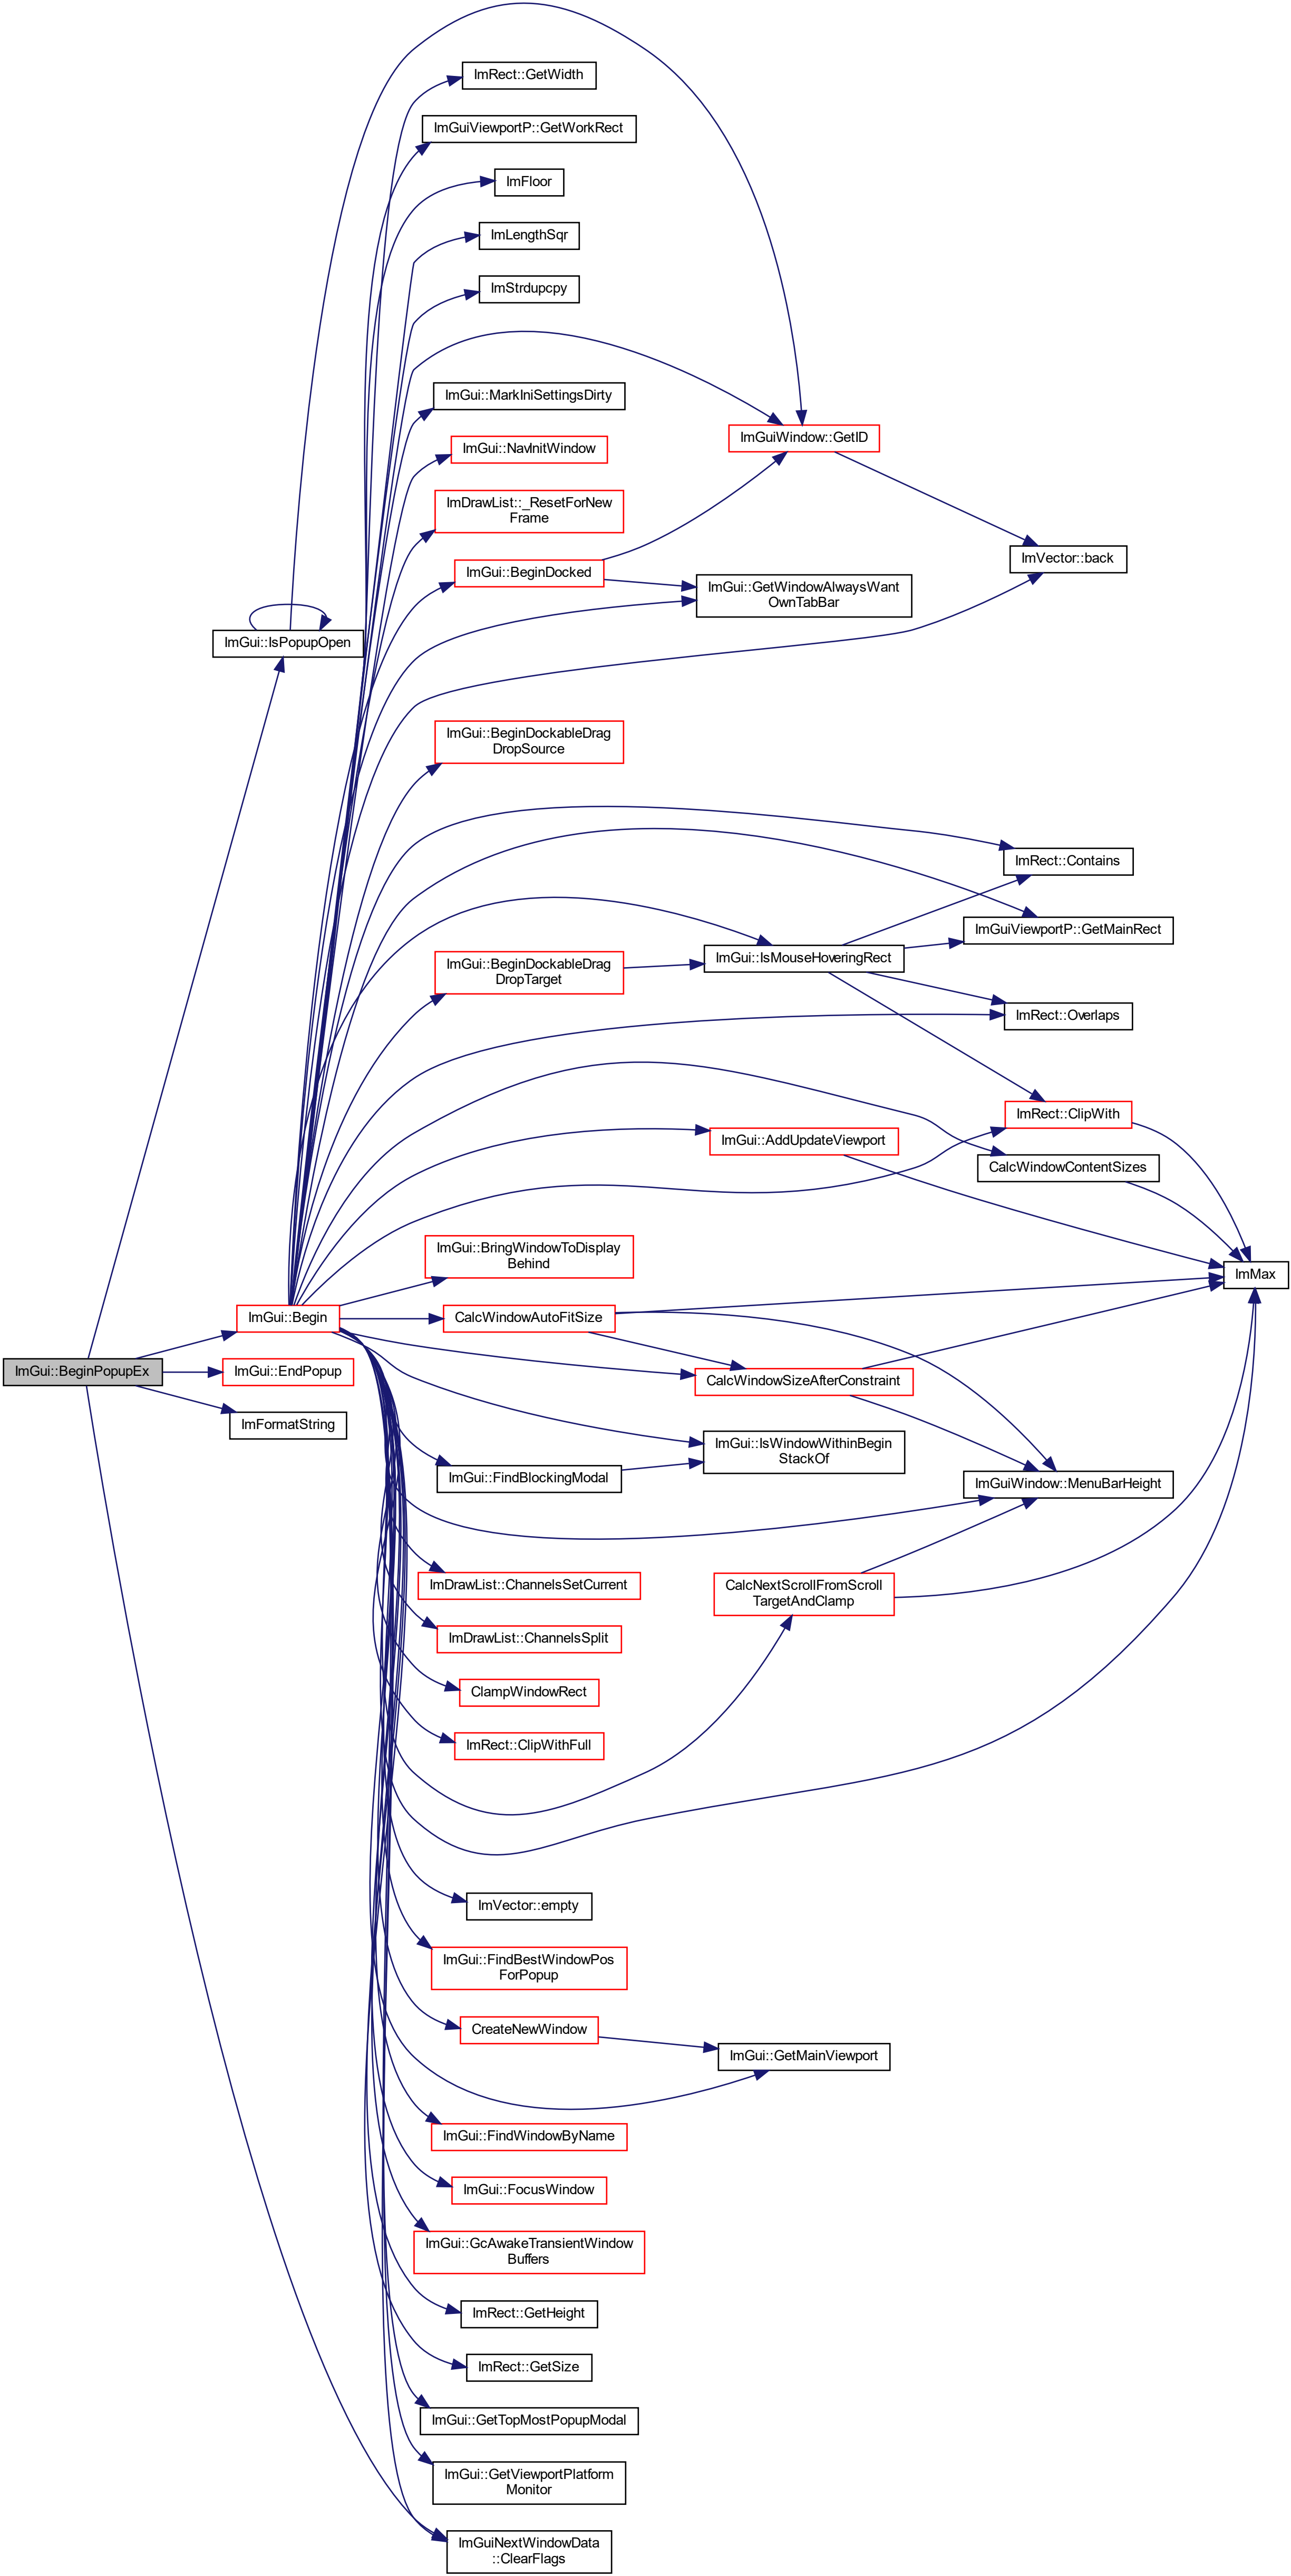 ImRect::GetWidth
ImGuiViewportP::GetWorkRect
ImFloor
ImLengthSqr
ImStrdupcpy
ImGui::MarkIniSettingsDirty
ImGuiWindow::GetID
ImGui::NavInitWindow
ImDrawList::_ResetForNew
Frame
ImVector::back
ImGui::BeginDocked
ImGui::GetWindowAlwaysWant
OwnTabBar
ImGui::IsPopupOpen
ImGui::BeginDockableDrag
DropSource
ImRect::Contains
ImGuiViewportP::GetMainRect
ImGui::IsMouseHoveringRect
ImGui::BeginDockableDrag
DropTarget
ImRect::Overlaps
ImRect::ClipWith
ImGui::AddUpdateViewport
CalcWindowContentSizes
ImGui::BringWindowToDisplay
Behind
ImMax
ImGui::Begin
CalcWindowAutoFitSize
ImGui::BeginPopupEx
ImGui::EndPopup
CalcWindowSizeAfterConstraint
ImFormatString
ImGui::IsWindowWithinBegin
StackOf
ImGui::FindBlockingModal
ImGuiWindow::MenuBarHeight
ImDrawList::ChannelsSetCurrent
CalcNextScrollFromScroll
TargetAndClamp
ImDrawList::ChannelsSplit
ClampWindowRect
ImRect::ClipWithFull
ImVector::empty
ImGui::FindBestWindowPos
ForPopup
CreateNewWindow
ImGui::GetMainViewport
ImGui::FindWindowByName
ImGui::FocusWindow
ImGui::GcAwakeTransientWindow
Buffers
ImRect::GetHeight
ImRect::GetSize
ImGui::GetTopMostPopupModal
ImGui::GetViewportPlatform
Monitor
ImGuiNextWindowData
::ClearFlags